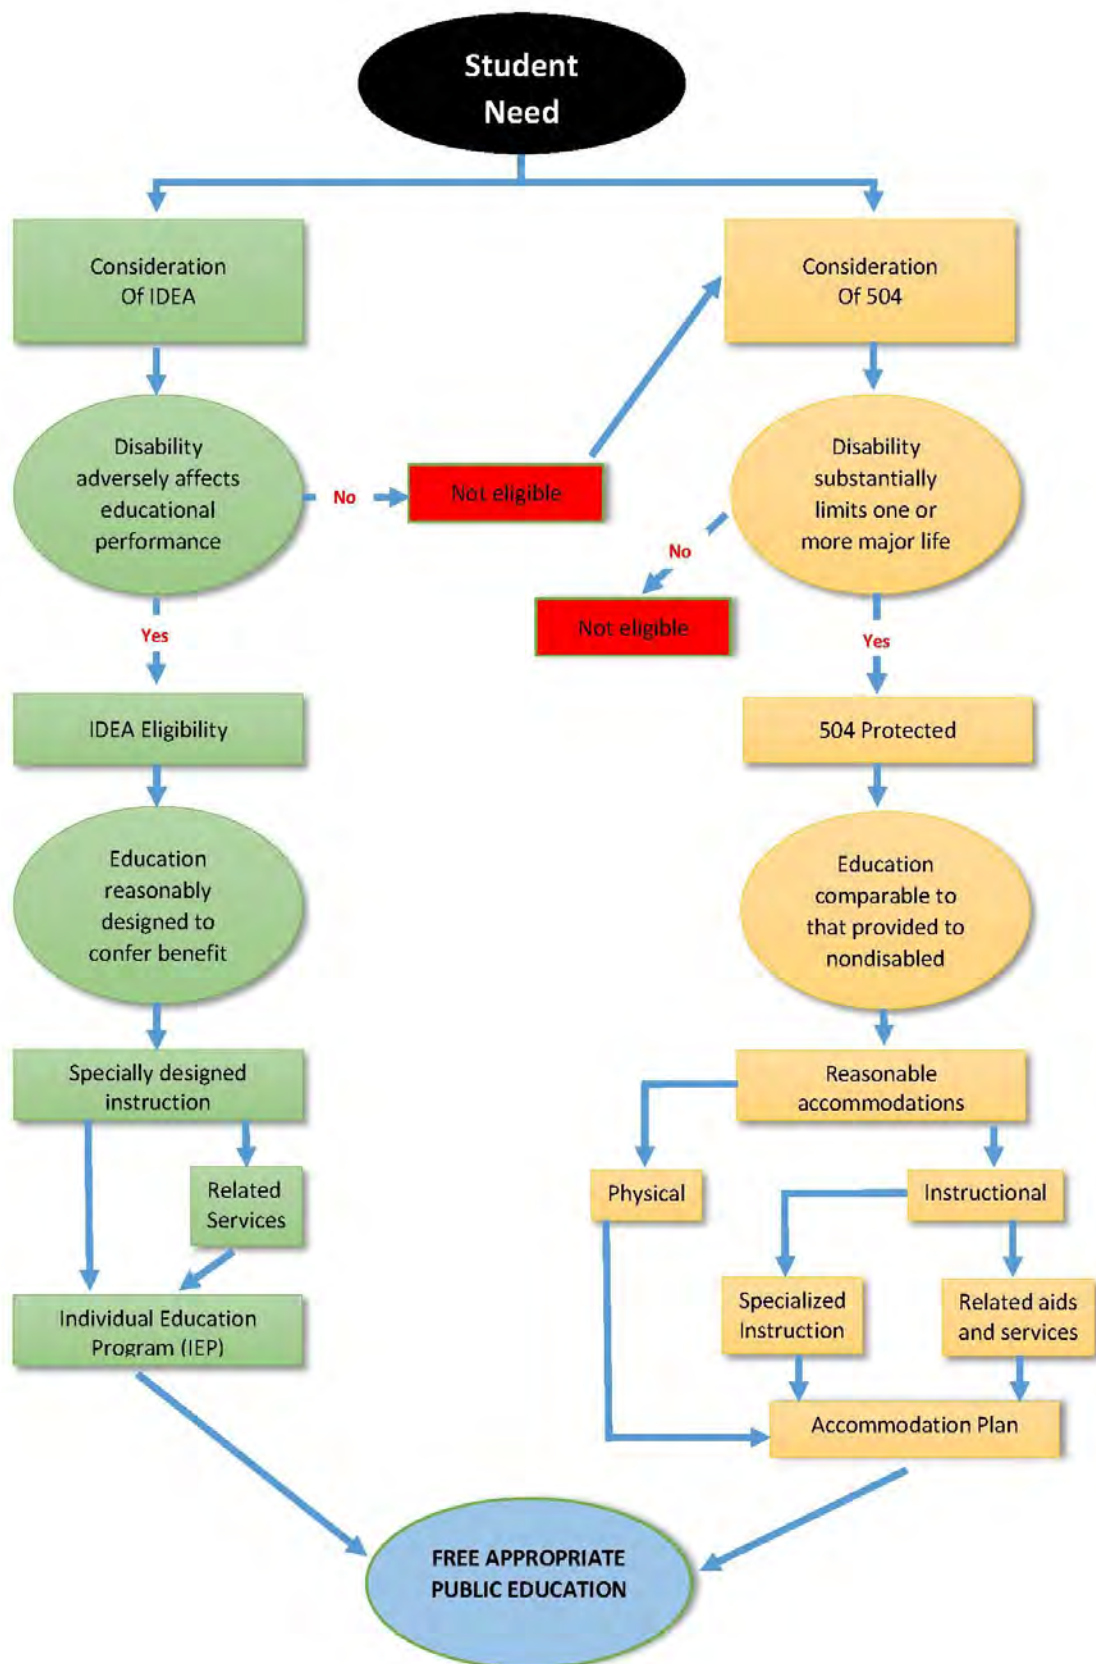 Student
Need
Consideration
Of IDEA
Consideration
Of 504
Disability
adversely affects
educational
performance
No
Not eligible
Disability
substantially
limits one or
more major life
No
Not eligible
Yes
Yes
IDEA Eligibility
504 Protected
Education
reasonably
designed to
confer benefit
Education
comparable to
that provided to
nondisabled
Specially designed
instruction
Reasonable
accommodations
Related
Services
Physical
Instructional
Individual Education
Program (IEP)
Specialized
Instruction
Related aids
and services
Accommodation Plan
FREE APPROPRIATE
PUBLIC EDUCATION